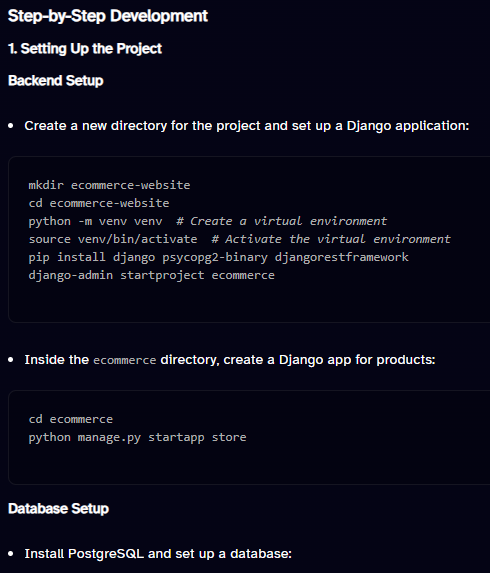 Step-by-Step Development
1. Setting Up the Project
Backend Setup
• Create a new directory for the project and set up a Django application:
mkdir ecommerce-website
cd ecommerce-website
python -m venv venv  # Create a virtual environment
source venv/bin/activate  # Activate the virtual environment
pip install django psycopg2-binary djangorestframework
django-admin startproject ecommerce
• Inside the ecommerce directory, create a Django app for products:
cd ecommerce
python manage.py startapp store
Database Setup
• Install PostgreSQL and set up a database: